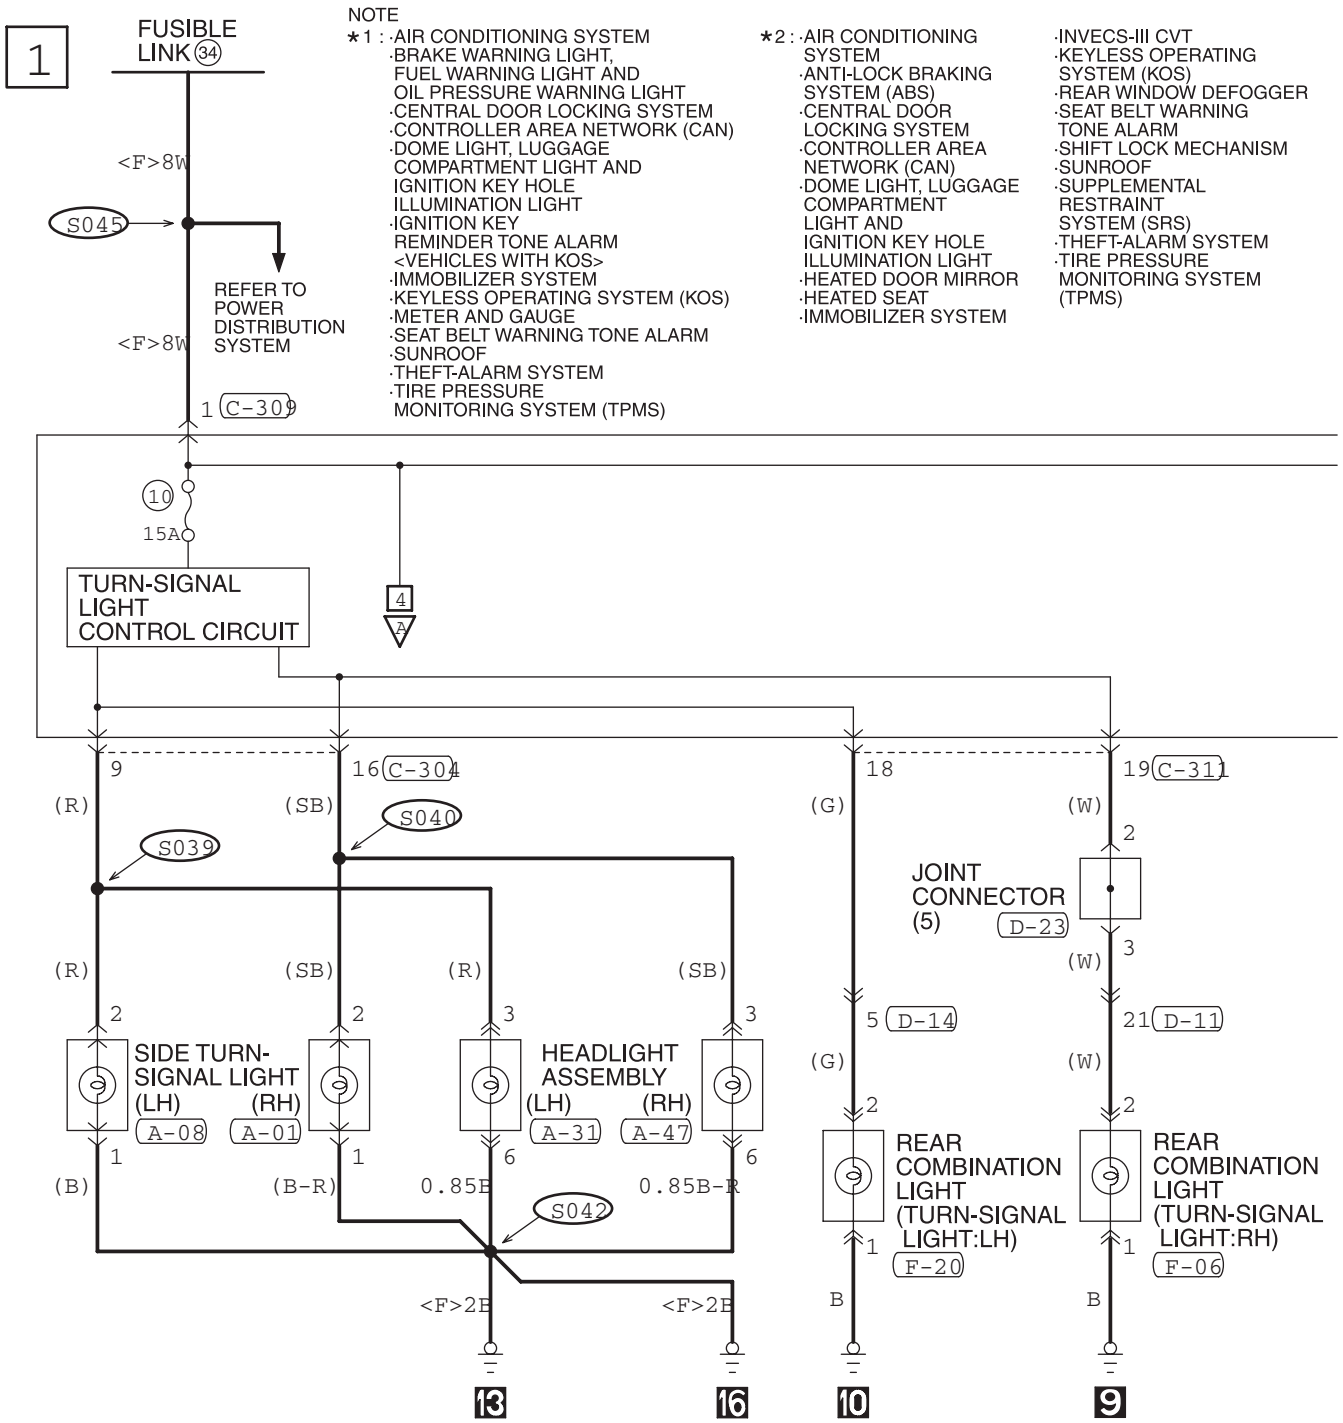 1
FUSIBLE
LINK 34
NOTE
*1 : ·AIR CONDITIONING SYSTEM
·BRAKE WARNING LIGHT,
FUEL WARNING LIGHT AND
OIL PRESSURE WARNING LIGHT
·CENTRAL DOOR LOCKING SYSTEM
·CONTROLLER AREA NETWORK (CAN)
·DOME LIGHT, LUGGAGE
COMPARTMENT LIGHT AND
IGNITION KEY HOLE
ILLUMINATION LIGHT
·IGNITION KEY
REMINDER TONE ALARM
<VEHICLES WITH KOS>
·IMMOBILIZER SYSTEM
·KEYLESS OPERATING SYSTEM (KOS)
·METER AND GAUGE
·SEAT BELT WARNING TONE ALARM
·SUNROOF
·THEFT-ALARM SYSTEM
·TIRE PRESSURE
MONITORING SYSTEM (TPMS)
*2 : ·AIR CONDITIONING
SYSTEM
·ANTI-LOCK BRAKING
SYSTEM (ABS)
·CENTRAL DOOR
LOCKING SYSTEM
·CONTROLLER AREA
NETWORK (CAN)
·DOME LIGHT, LUGGAGE
COMPARTMENT
LIGHT AND
IGNITION KEY HOLE
ILLUMINATION LIGHT
·HEATED DOOR MIRROR
·HEATED SEAT
·IMMOBILIZER SYSTEM
·INVECS-III CVT
·KEYLESS OPERATING
SYSTEM (KOS)
·REAR WINDOW DEFOGGER
·SEAT BELT WARNING
TONE ALARM
·SHIFT LOCK MECHANISM
·SUNROOF
·SUPPLEMENTAL
RESTRAINT
SYSTEM (SRS)
·THEFT-ALARM SYSTEM
·TIRE PRESSURE
MONITORING SYSTEM
(TPMS)
<F>8W
S045
REFER TO
POWER
DISTRIBUTION
SYSTEM
<F>8W
1 C-309
10
15A
TURN-SIGNAL
LIGHT
CONTROL CIRCUIT
4
A
9 16 C-304 18 19 C-311
(R) (SB) (G) (W)
S039 S040
2
JOINT
CONNECTOR
(5) D-23
3
(R) (SB) (R) (SB) (W)
2 2 3 3 5 D-14 21 D-11
SIDE TURN-
SIGNAL LIGHT
(LH) (RH)
A-08 A-01
HEADLIGHT
ASSEMBLY
(LH) (RH)
A-31 A-47
(G) (W)
2 2
1 1 6 6
(B) (B-R) 0.85B 0.85B-R
S042
REAR
COMBINATION
LIGHT
(TURN-SIGNAL
LIGHT:LH)
1 F-20
REAR
COMBINATION
LIGHT
(TURN-SIGNAL
LIGHT:RH)
1 F-06
<F>2B <F>2B B B
13 16 10 9